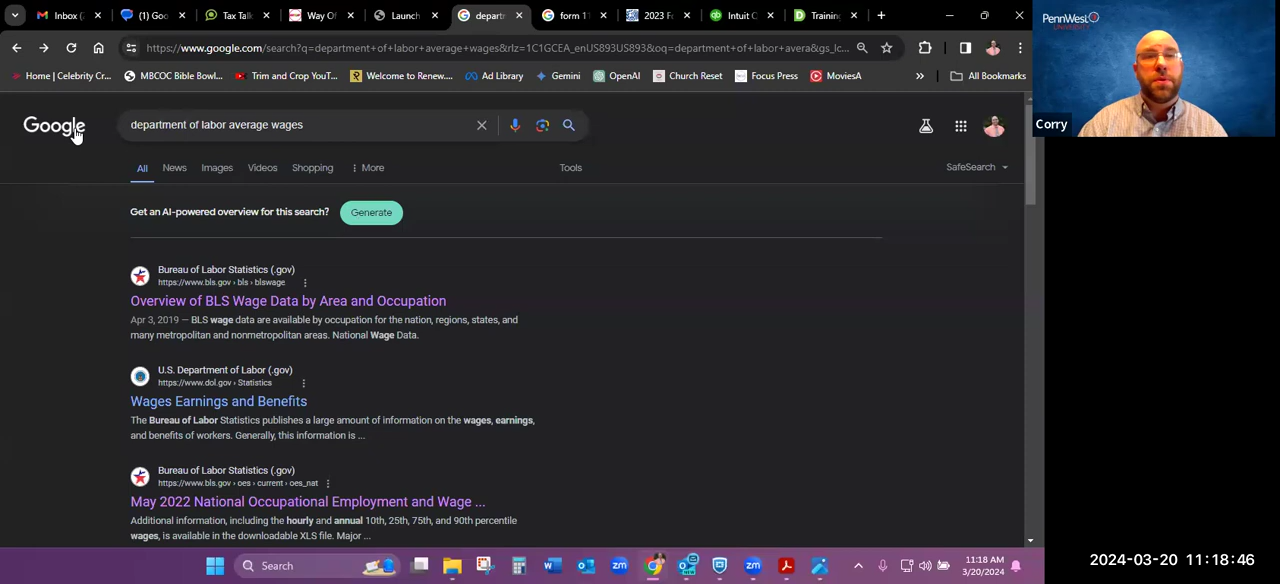 Inbox (
(1) Goo
Tax Talk
Way Of
Launch
departm
form 11
2023 Fo
Intuit C
Training
https://www.google.com/search?q=department+of+labor+average+wages&rlz=1C1GCEA_enUS893US893&oq=department+of+labor+avera&gs_lc...
Home | Celebrity Cr...
MBCOC Bible Bowl...
Trim and Crop YouT...
Welcome to Renew....
Ad Library
Gemini
OpenAI
Church Reset
Focus Press
MoviesA
»
All Bookmarks
PennWest
UNIVERSITY
Corry
Google
department of labor average wages
All
News
Images
Videos
Shopping
More
Tools
SafeSearch
Get an AI-powered overview for this search?
Generate
Bureau of Labor Statistics (.gov)
https://www.bls.gov › bls › blswage
Overview of BLS Wage Data by Area and Occupation
Apr 3, 2019 — BLS wage data are available by occupation for the nation, regions, states, and
many metropolitan and nonmetropolitan areas. National Wage Data.
U.S. Department of Labor (.gov)
https://www.dol.gov › Statistics
Wages Earnings and Benefits
The Bureau of Labor Statistics publishes a large amount of information on the wages, earnings,
and benefits of workers. Generally, this information is ...
Bureau of Labor Statistics (.gov)
https://www.bls.gov › oes › current › oes_nat
May 2022 National Occupational Employment and Wage ...
Additional information, including the hourly and annual 10th, 25th, 75th, and 90th percentile
wages, is available in the downloadable XLS file. Major ...
Search
11:18 AM
3/20/2024
2024-03-20 11:18:46